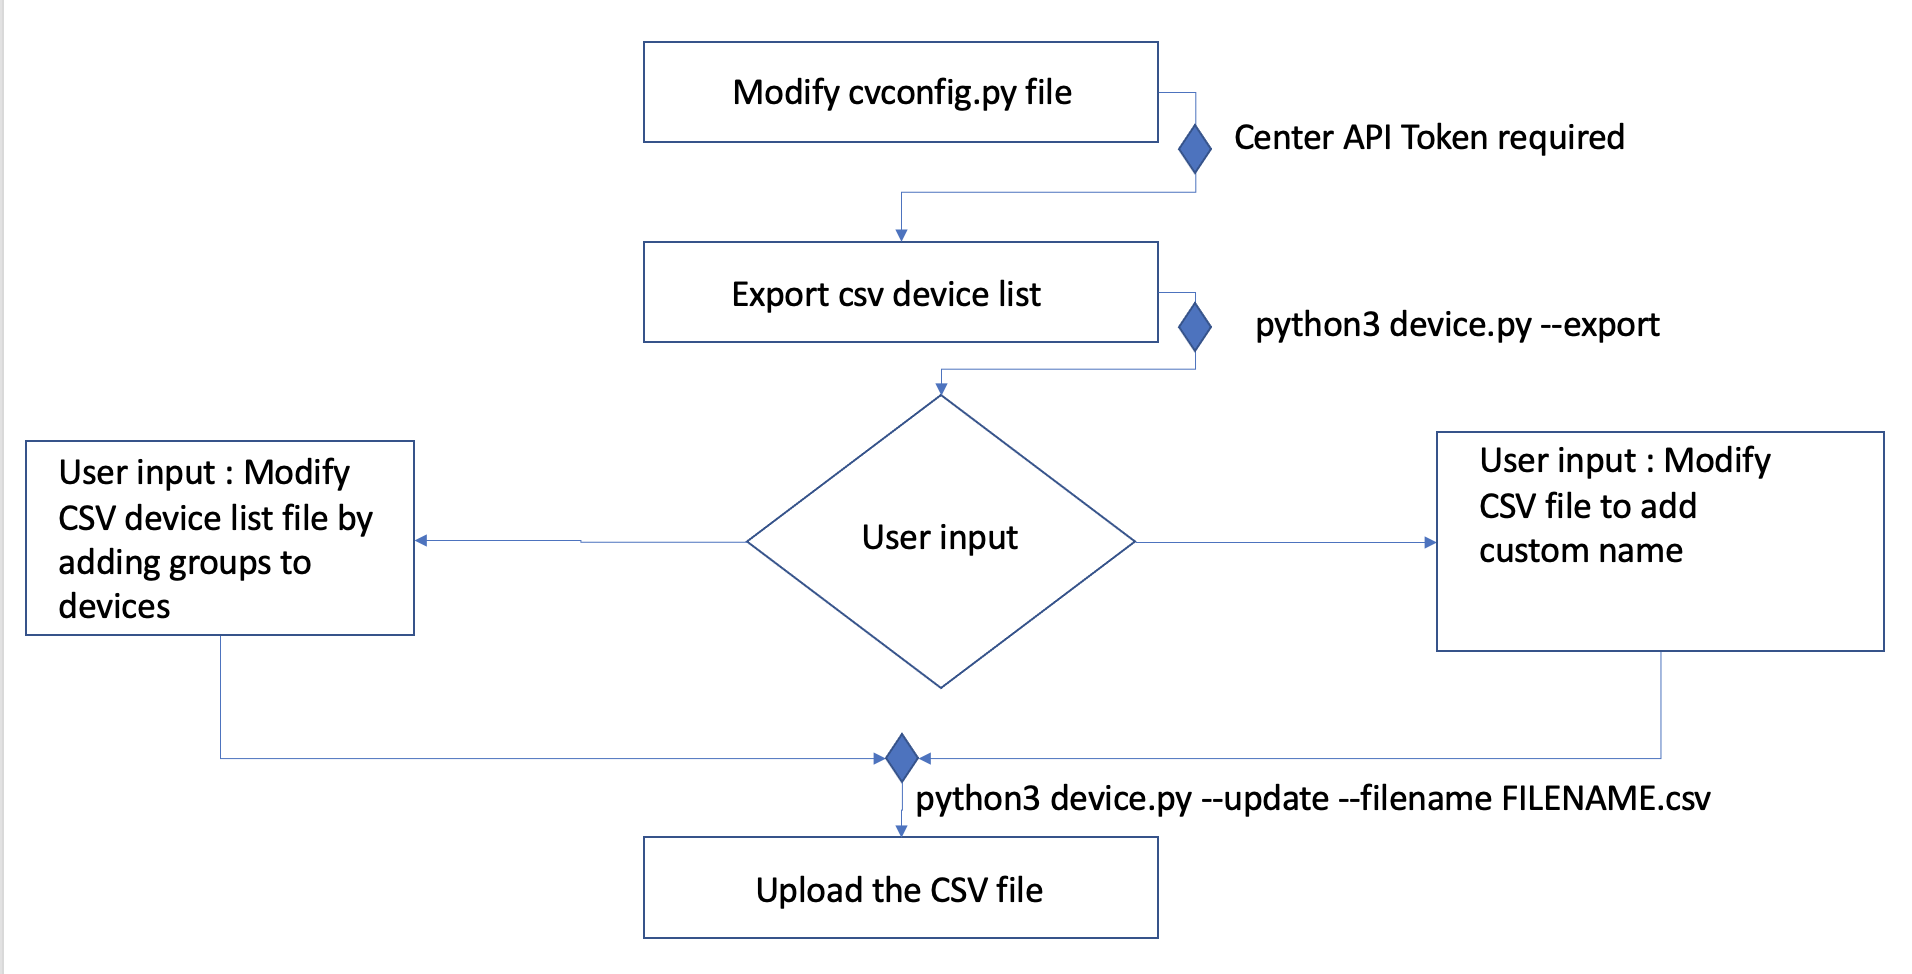 Modify cvconfig.py file
Center API Token required
Export csv device list
python3 device.py --export
User input : Modify
CSV device list file by
adding groups to
devices
User input
User input : Modify
CSV file to add
custom name
python3 device.py --update --filename FILENAME.csv
Upload the CSV file